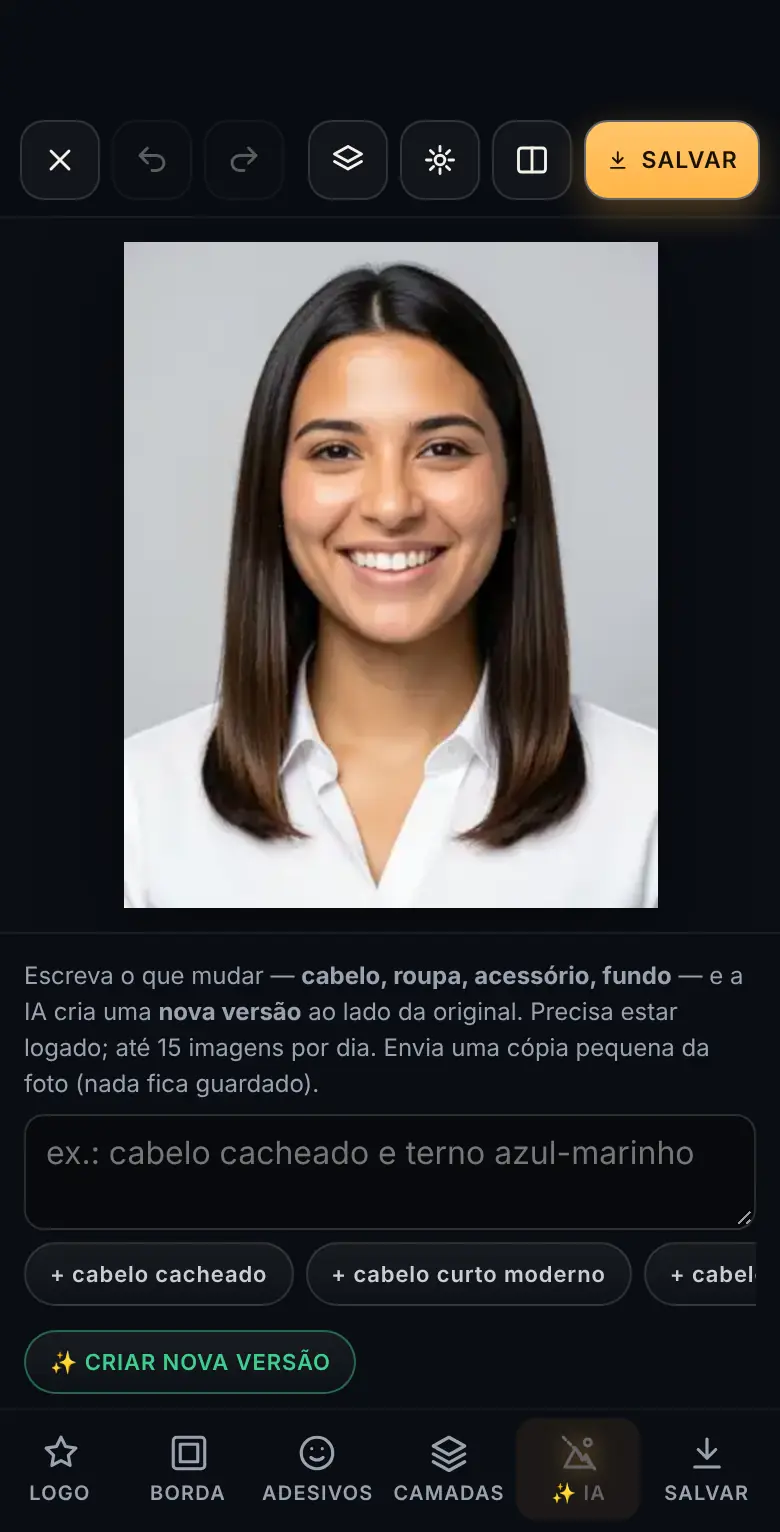 SALVAR
Escreva o que mudar — cabelo, roupa, acessório, fundo — e a
IA cria uma nova versão ao lado da original. Precisa estar
logado; até 15 imagens por dia. Envia uma cópia pequena da
foto (nada fica guardado).
ex.: cabelo cacheado e terno azul-marinho
+ cabelo cacheado + cabelo curto moderno + cabel
✨ CRIAR NOVA VERSÃO
LOGO BORDA ADESIVOS CAMADAS ✨ IA SALVAR